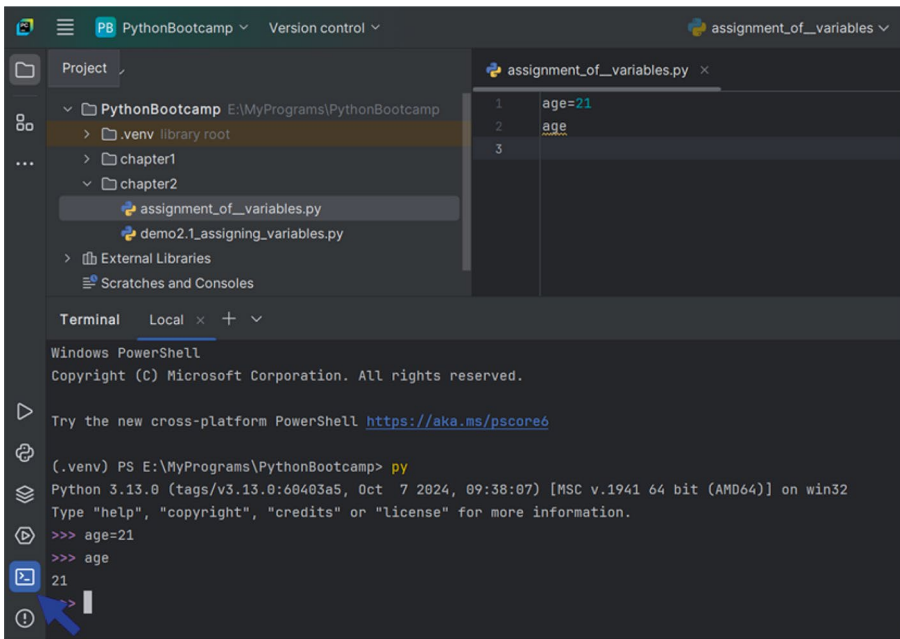 PB PythonBootcamp Version control assignment_of__variables
Project
PythonBootcamp E:\MyPrograms\PythonBootcamp
.venv library root
chapter1
chapter2
assignment_of__variables.py
demo2.1_assigning_variables.py
External Libraries
Scratches and Consoles
assignment_of__variables.py ×
1 age=21
2 age
3
Terminal Local × +
Windows PowerShell
Copyright (C) Microsoft Corporation. All rights reserved.
Try the new cross-platform PowerShell https://aka.ms/pscore6
(.venv) PS E:\MyPrograms\PythonBootcamp> py
Python 3.13.0 (tags/v3.13.0:60403a5, Oct  7 2024, 09:38:07) [MSC v.1941 64 bit (AMD64)] on win32
Type "help", "copyright", "credits" or "license" for more information.
>>> age=21
>>> age
21
>>>